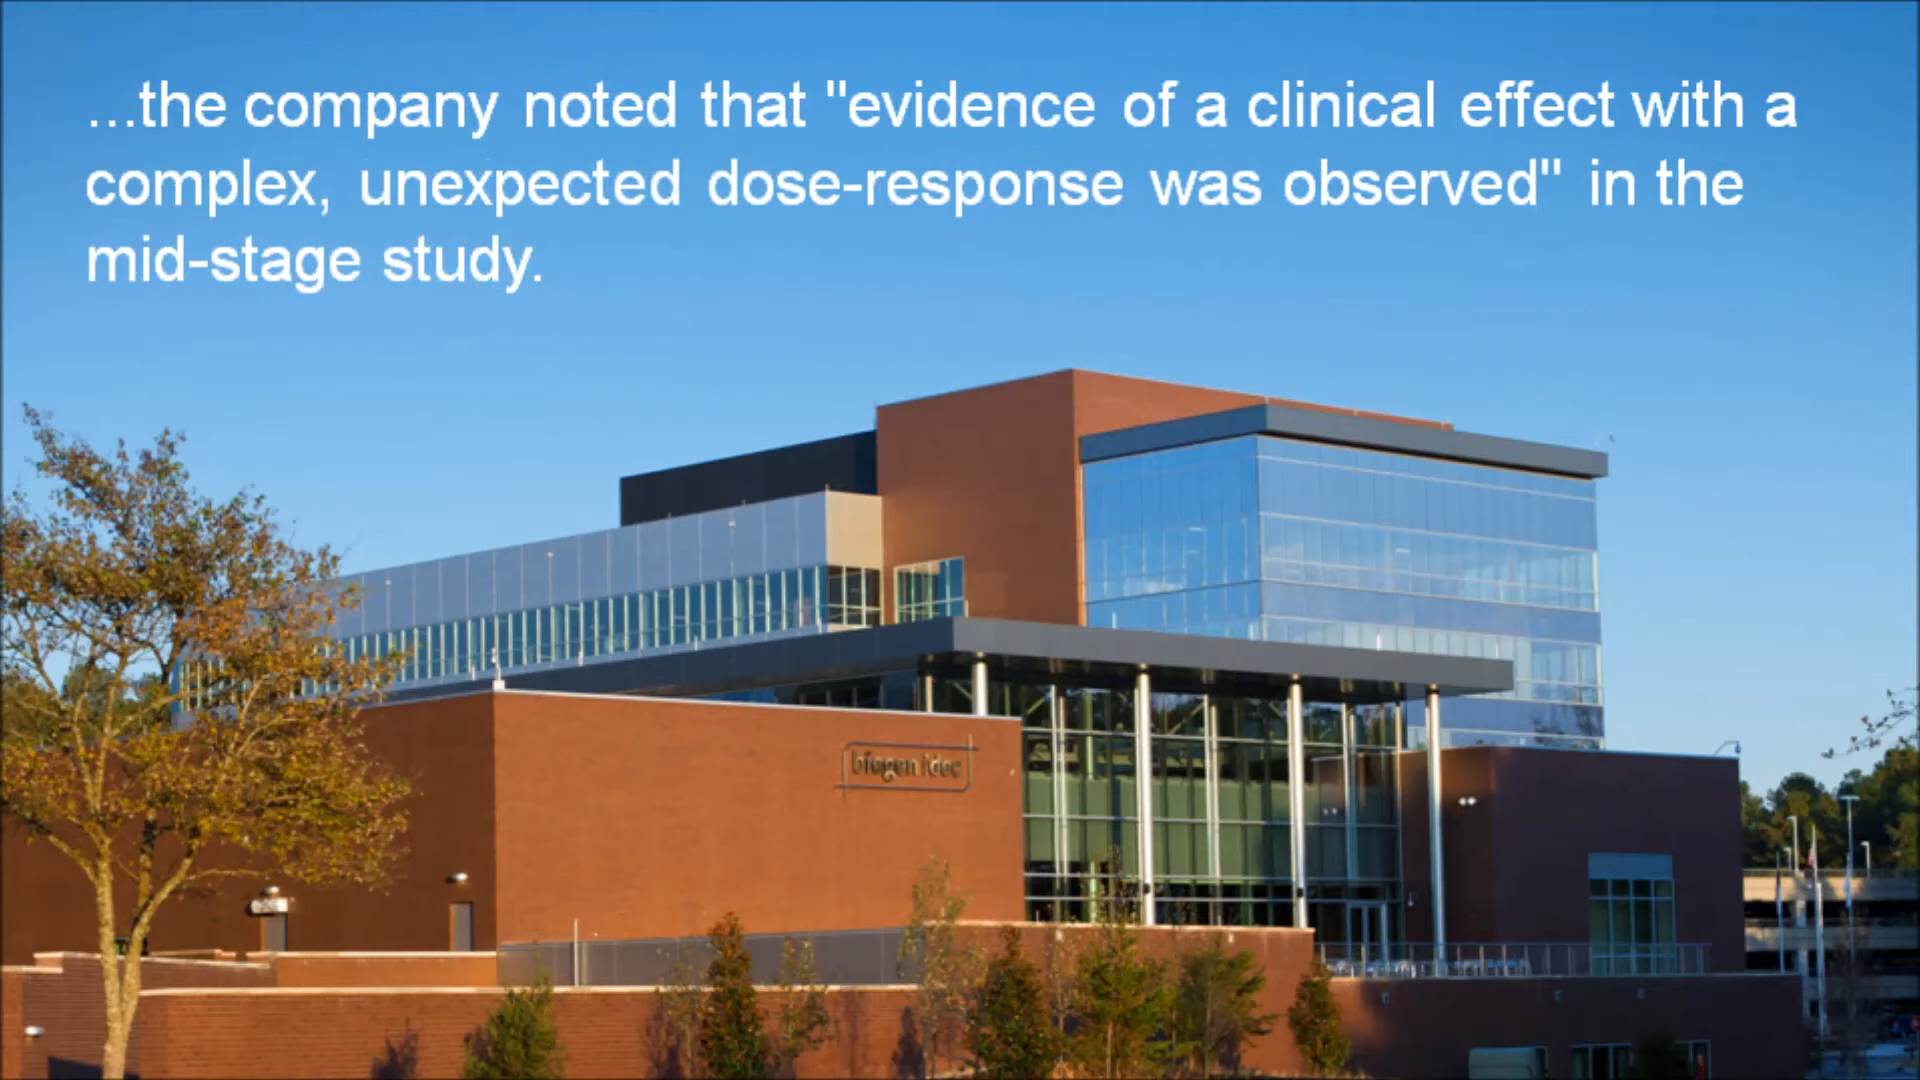 ...the company noted that "evidence of a clinical effect with a
complex, unexpected dose-response was observed" in the
mid-stage study.
biogen idec